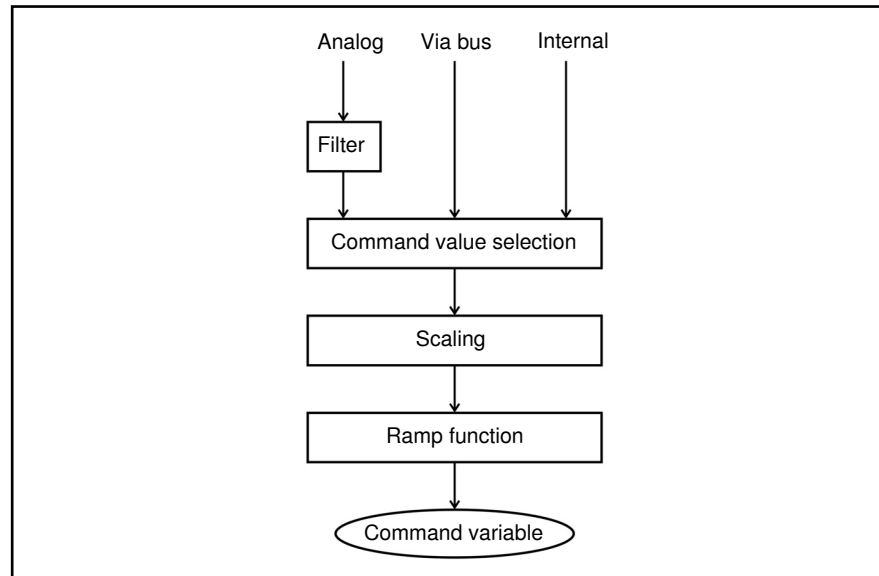 Analog Via bus Internal
Filter
Command value selection
Scaling
Ramp function
Command variable